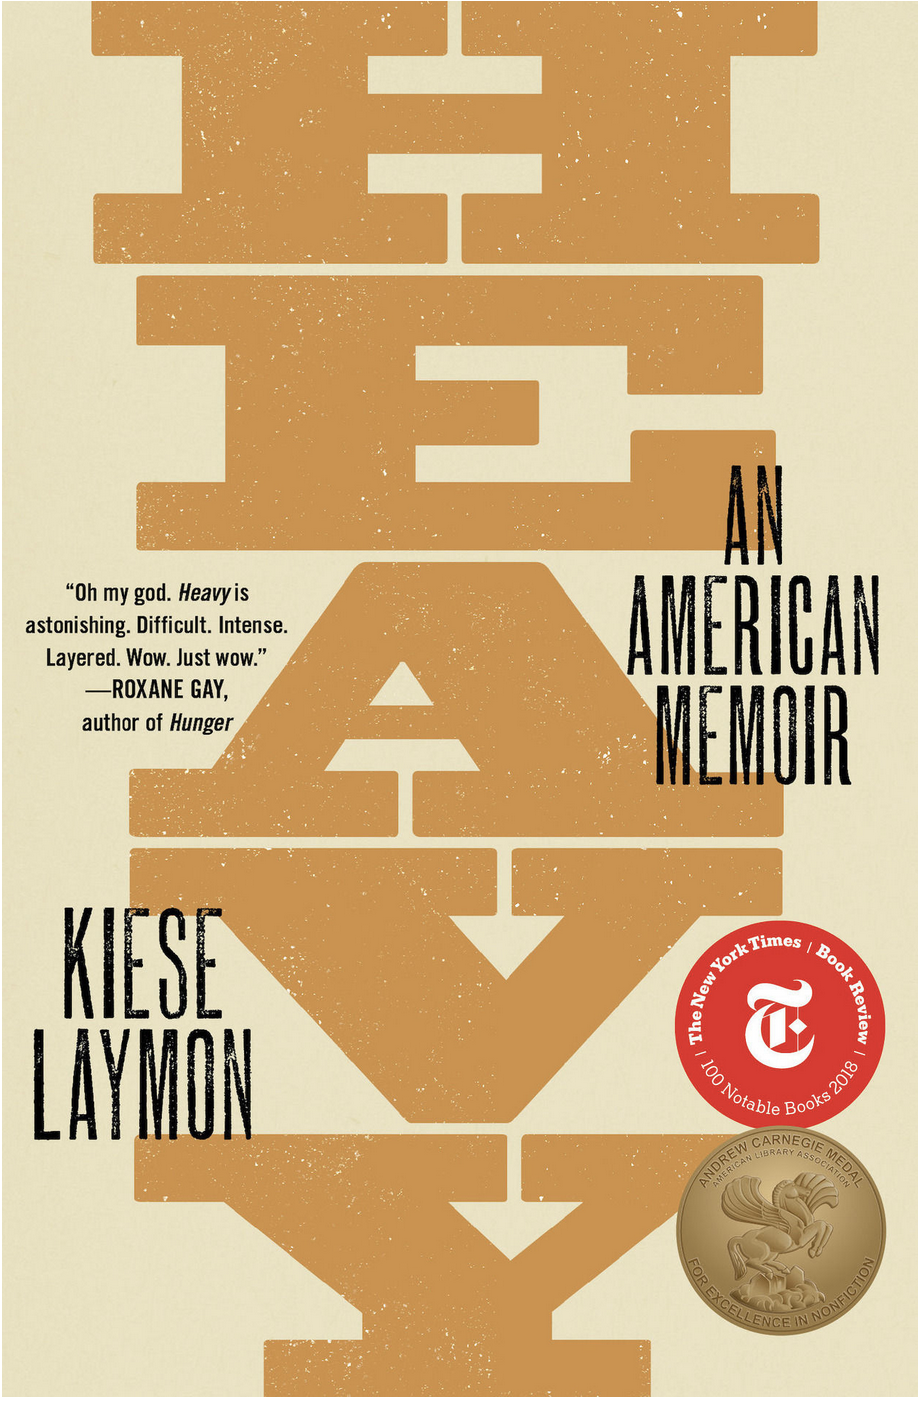 HEAVY
AN
AMERICAN
MEMOIR
“Oh my god. Heavy is
astonishing. Difficult. Intense.
Layered. Wow. Just wow.”
—ROXANE GAY,
author of Hunger
KIESE
LAYMON
The New York Times | Book Review
| 100 Notable Books 2018 |
ANDREW CARNEGIE MEDAL
AMERICAN LIBRARY ASSOCIATION
FOR EXCELLENCE IN NONFICTION